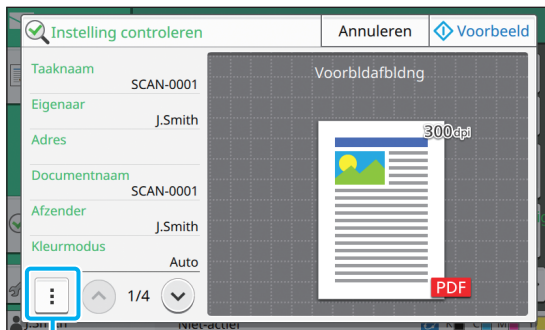 Instelling controleren
Annuleren
Voorbeeld
Taaknaam
SCAN-0001
Eigenaar
J.Smith
Adres
Documentnaam
SCAN-0001
Afzender
J.Smith
Kleurmodus
Auto
1/4
Voorbldafbldng
300dpi
PDF
J.Smith
Niet-actief
K C M